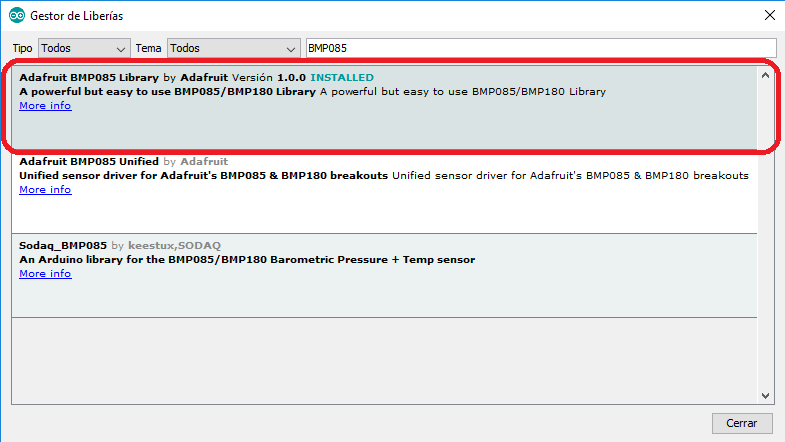 Gestor de Liberías
Tipo Todos Tema Todos BMP085
Adafruit BMP085 Library by Adafruit Versión 1.0.0 INSTALLED
A powerful but easy to use BMP085/BMP180 Library A powerful but easy to use BMP085/BMP180 Library
More info
Adafruit BMP085 Unified by Adafruit
Unified sensor driver for Adafruit's BMP085 & BMP180 breakouts Unified sensor driver for Adafruit's BMP085 & BMP180 breakouts
More info
Sodaq_BMP085 by keestux,SODAQ
An Arduino library for the BMP085/BMP180 Barometric Pressure + Temp sensor
More info
Cerrar